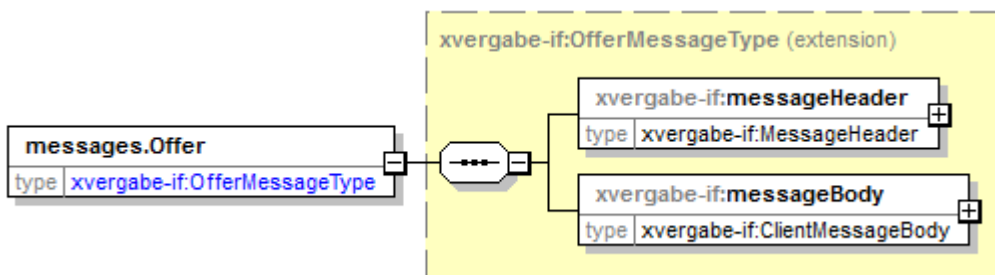 xvergabe-if:OfferMessageType (extension)
xvergabe-if:messageHeader
type xvergabe-if:MessageHeader
messages.Offer
type xvergabe-if:OfferMessageType
xvergabe-if:messageBody
type xvergabe-if:ClientMessageBody